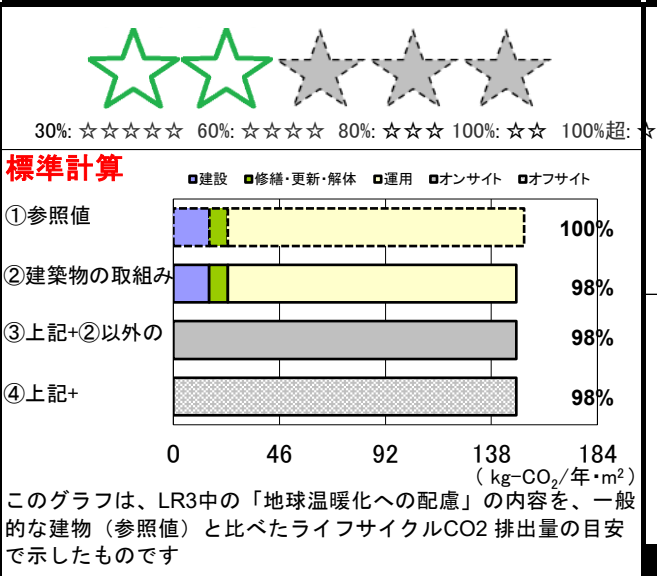 30%: ☆☆☆☆☆ 60%: ☆☆☆☆ 80%: ☆☆☆ 100%: ☆☆ 100%超: ☆
標準計算
建設 修繕・更新・解体 運用 オンサイト オフサイト
①参照値 100%
②建築物の取組み 98%
③上記+②以外の 98%
④上記+ 98%
0 46 92 138 184
( kg-CO₂/年・m² )
このグラフは、LR3中の「地球温暖化への配慮」の内容を、一般
的な建物（参照値）と比べたライフサイクルCO2 排出量の目安
で示したものです